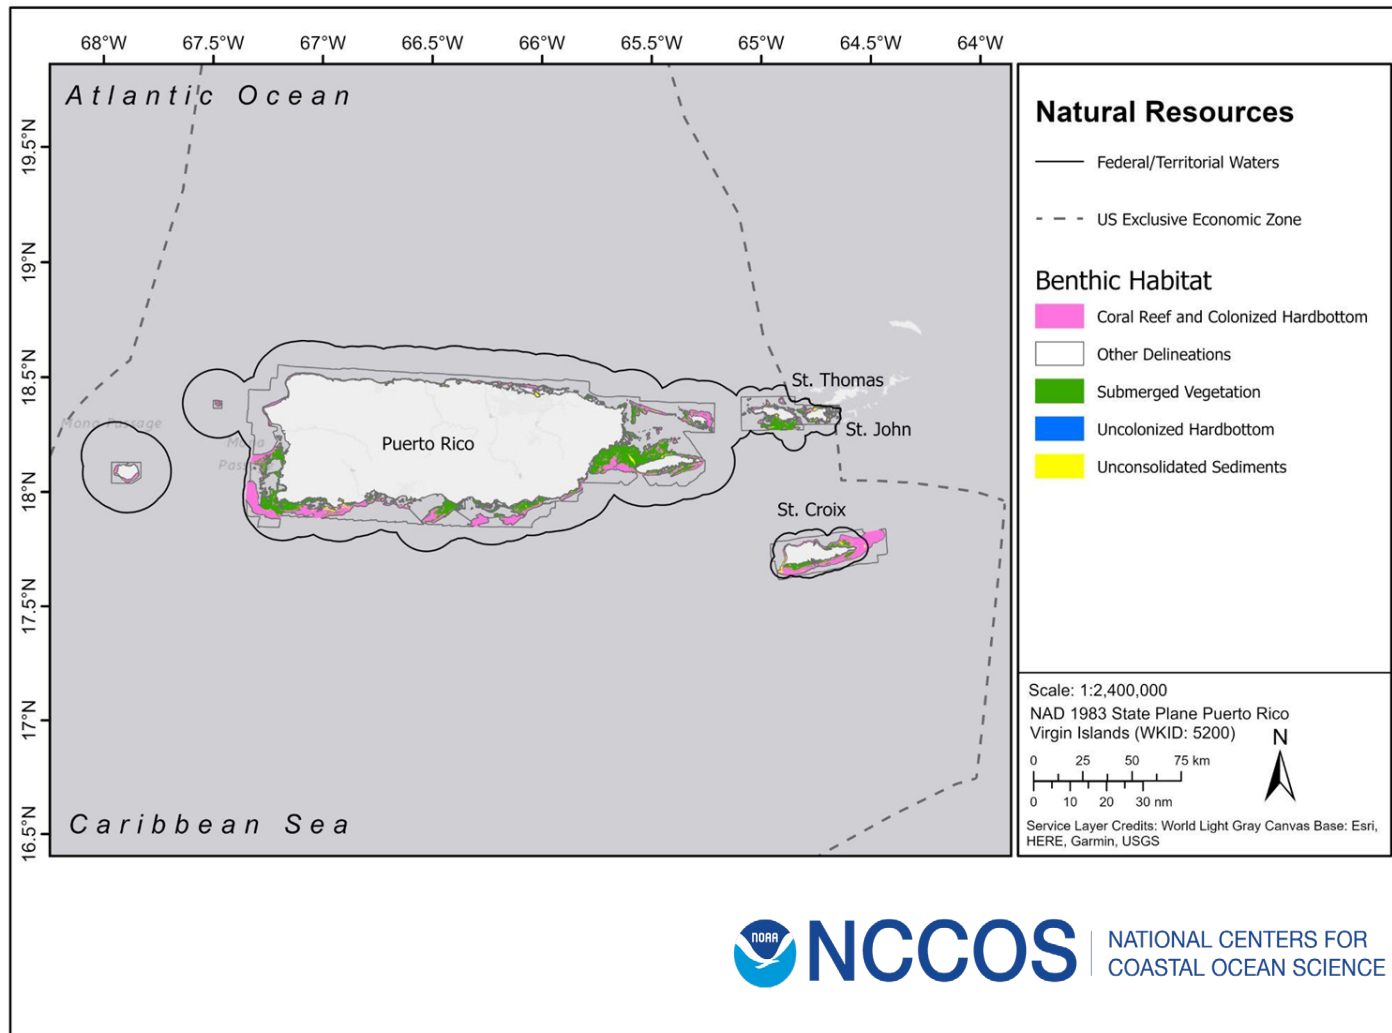 68°W 67.5°W 67°W 66.5°W 66°W 65.5°W 65°W 64.5°W 64°W
Atlantic Ocean
19.5°N
19°N
18.5°N
18°N
17.5°N
17°N
16.5°N
Mona Passage
Mona
Passage
Puerto Rico
St. Thomas
St. John
St. Croix
Caribbean Sea
Natural Resources
Federal/Territorial Waters
US Exclusive Economic Zone
Benthic Habitat
Coral Reef and Colonized Hardbottom
Other Delineations
Submerged Vegetation
Uncolonized Hardbottom
Unconsolidated Sediments
Scale: 1:2,400,000
NAD 1983 State Plane Puerto Rico
Virgin Islands (WKID: 5200)
N
0 25 50 75 km
0 10 20 30 nm
Service Layer Credits: World Light Gray Canvas Base: Esri,
HERE, Garmin, USGS
NOAA
NCCOS
NATIONAL CENTERS FOR
COASTAL OCEAN SCIENCE